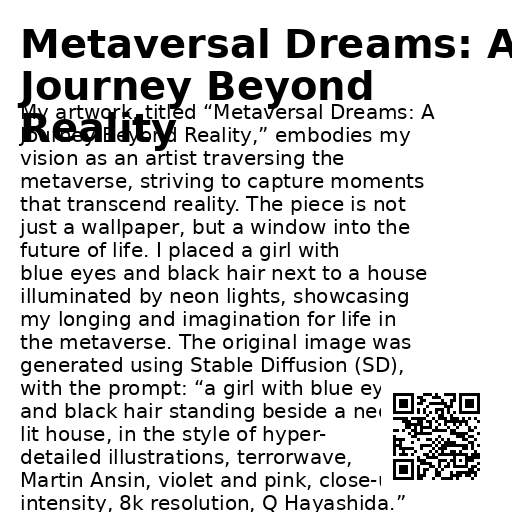 Metaversal Dreams: A
Journey Beyond
Reality
My artwork, titled “Metaversal Dreams: A
Journey Beyond Reality,” embodies my
vision as an artist traversing the
metaverse, striving to capture moments
that transcend reality. The piece is not
just a wallpaper, but a window into the
future of life. I placed a girl with
blue eyes and black hair next to a house
illuminated by neon lights, showcasing
my longing and imagination for life in
the metaverse. The original image was
generated using Stable Diffusion (SD),
with the prompt: “a girl with blue
and black hair standing beside a
lit house, in the style of hyper-
detailed illustrations, terrorwave,
Martin Ansin, violet and pink, close-
intensity, 8k resolution, Q Hayashida.”